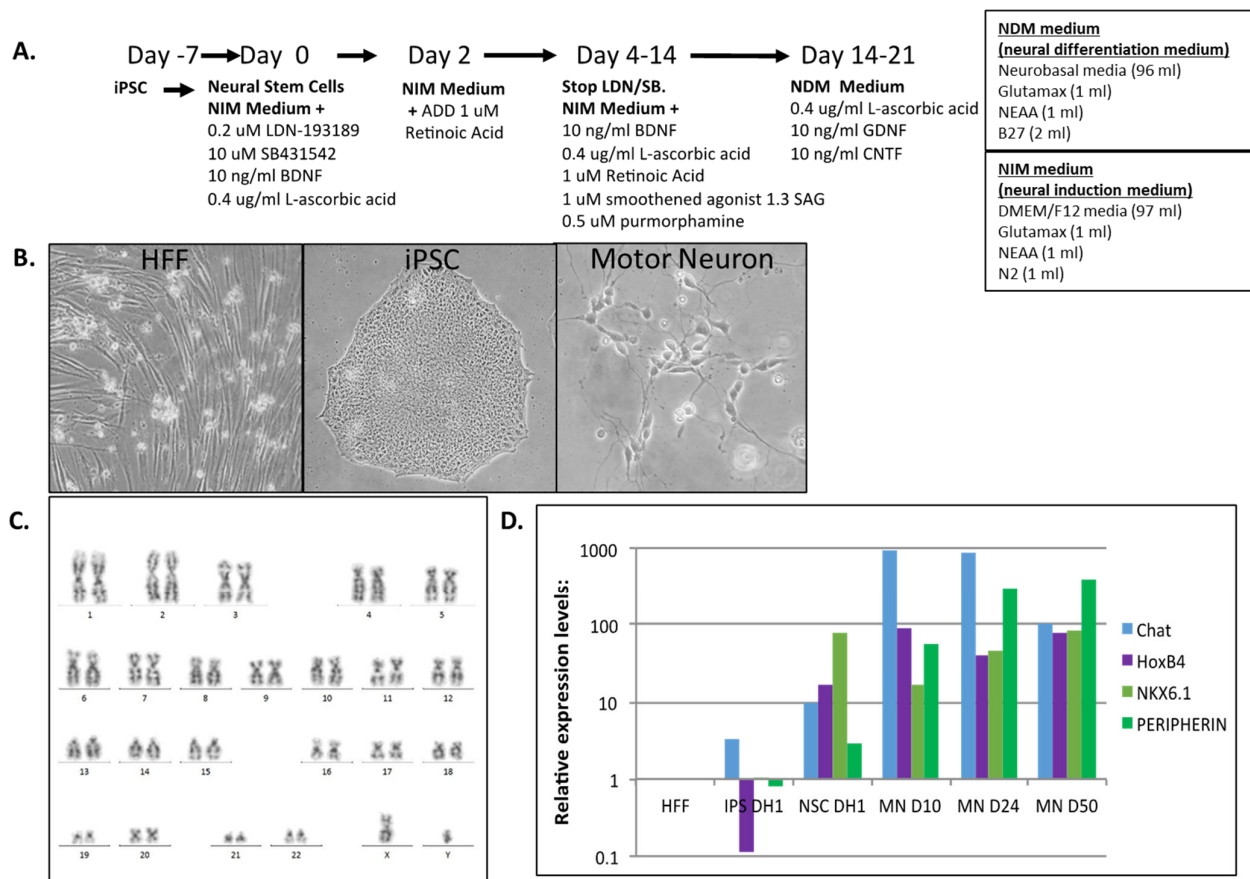 A.
Day -7
Day 0
Day 2
Day 4-14
Day 14-21
iPSC
Neural Stem Cells
NIM Medium +
0.2 uM LDN-193189
10 uM SB431542
10 ng/ml BDNF
0.4 ug/ml L-ascorbic acid
NIM Medium
+ ADD 1 uM
Retinoic Acid
Stop LDN/SB.
NIM Medium +
10 ng/ml BDNF
0.4 ug/ml L-ascorbic acid
1 uM Retinoic Acid
1 uM smoothened agonist 1.3 SAG
0.5 uM purmorphamine
NDM Medium
0.4 ug/ml L-ascorbic acid
10 ng/ml GDNF
10 ng/ml CNTF
NDM medium
(neural differentiation medium)
Neurobasal media (96 ml)
Glutamax (1 ml)
NEAA (1 ml)
B27 (2 ml)
NIM medium
(neural induction medium)
DMEM/F12 media (97 ml)
Glutamax (1 ml)
NEAA (1 ml)
N2 (1 ml)
B.
HFF
iPSC
Motor Neuron
C.
1 2 3 4 5
6 7 8 9 10 11 12
13 14 15 16 17 18
19 20 21 22 X Y
D.
Relative expression levels:
1000
100
10
1
0.1
HFF
IPS DH1
NSC DH1
MN D10
MN D24
MN D50
Chat
HoxB4
NKX6.1
PERIPHERIN